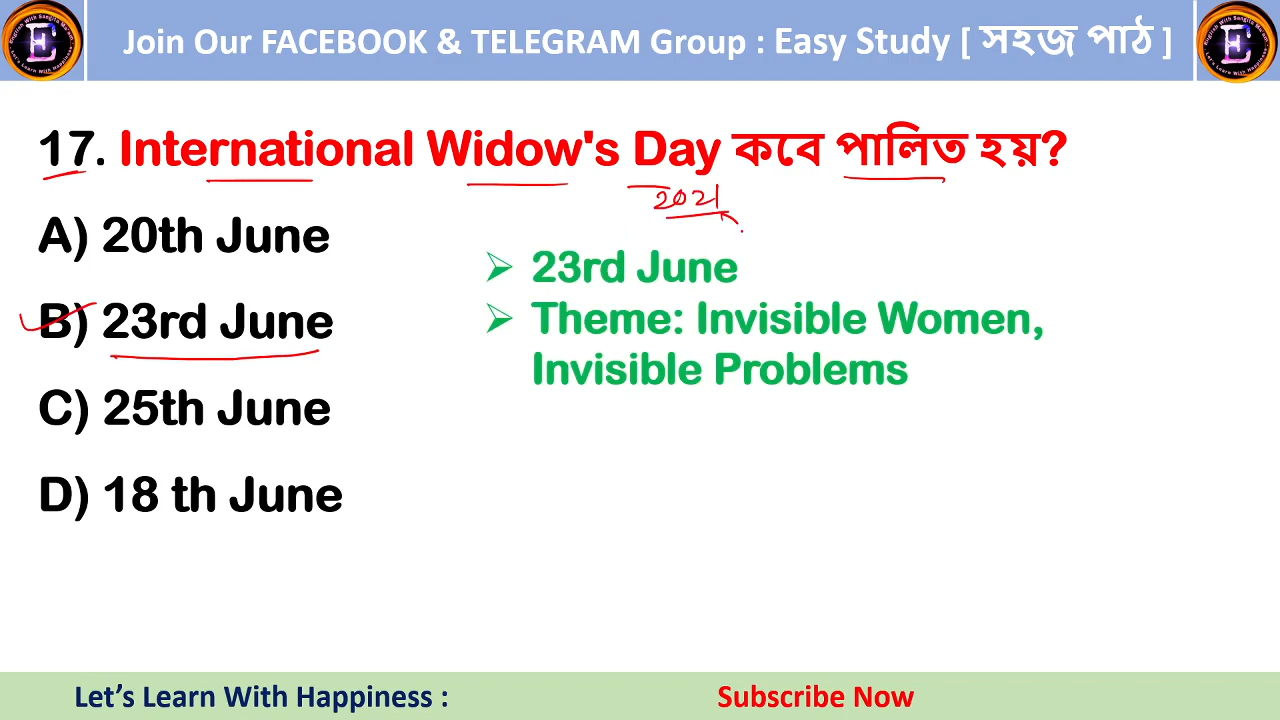 Join Our FACEBOOK & TELEGRAM Group : Easy Study [ সহজ পাঠ ]
E
E
17. International Widow's Day কবে পালিত হয়?
2021
A) 20th June
B) 23rd June
C) 25th June
D) 18 th June
➢ 23rd June
➢ Theme: Invisible Women,
Invisible Problems
Let’s Learn With Happiness :
Subscribe Now